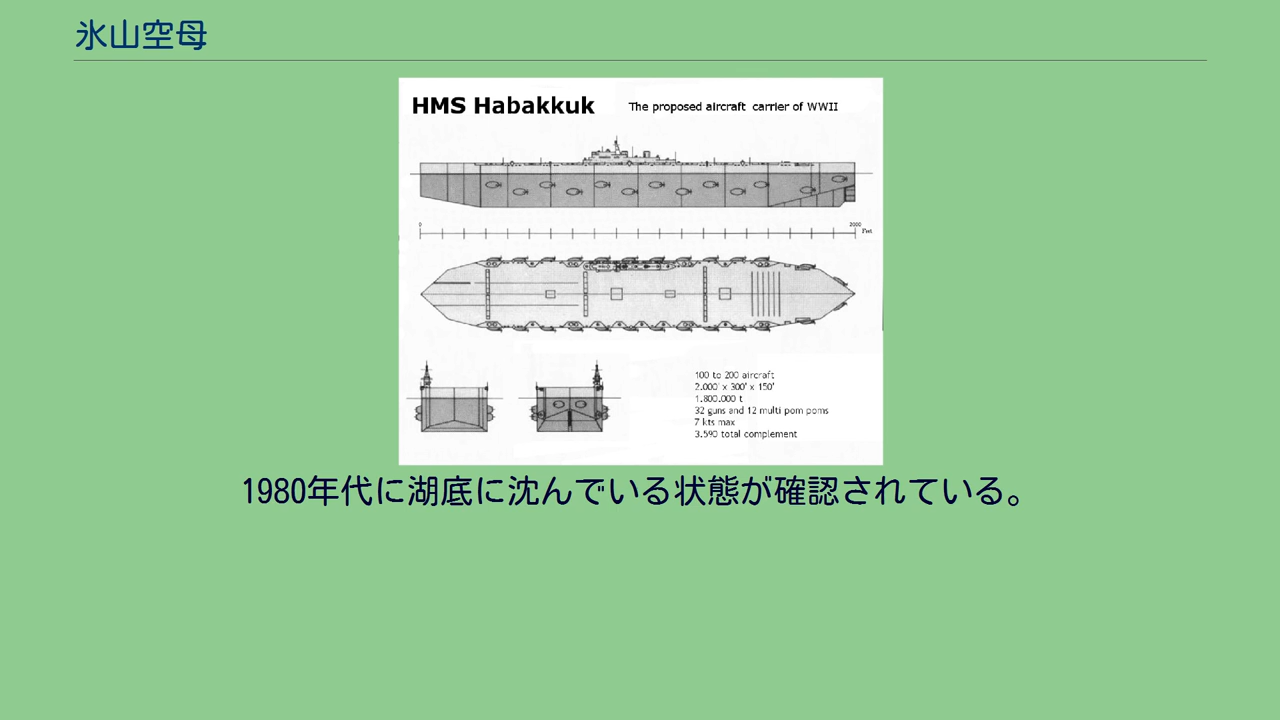 氷山空母
HMS Habakkuk
The proposed aircraft carrier of WWII
0
2000
Feet
100 to 200 aircraft
2.000' x 300' x 150'
1.800.000 t
32 guns and 12 multi pom poms
7 kts max
3.590 total complement
1980年代に湖底に沈んでいる状態が確認されている。